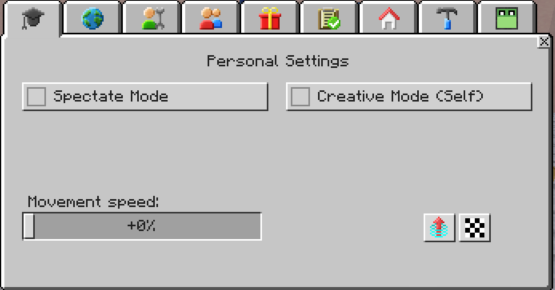 Personal Settings
Spectate Mode
Creative Mode (Self)
Movement speed:
+0%